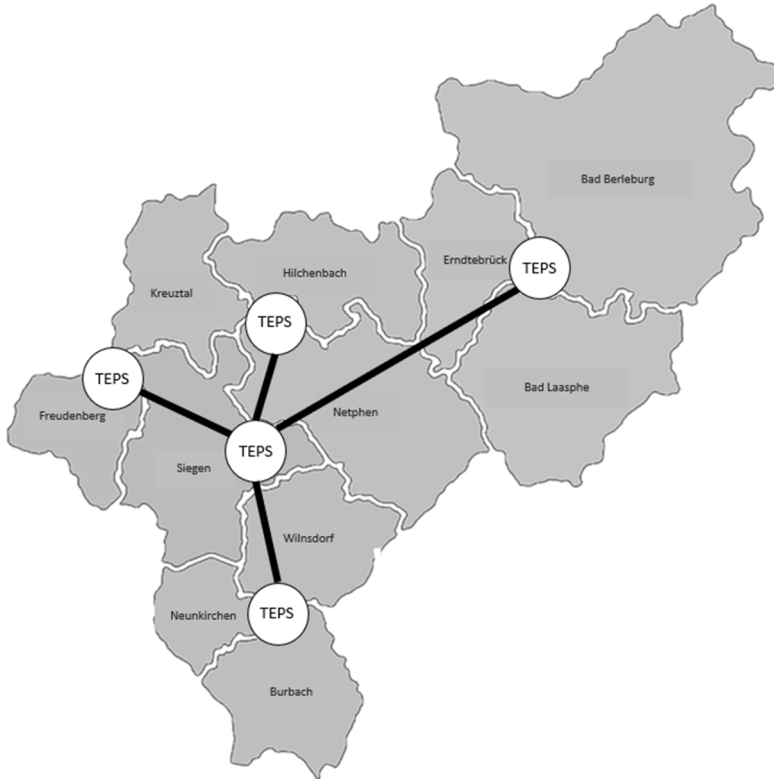 Bad Berleburg
Erndtebrück
TEPS
Hilchenbach
Kreuztal
TEPS
TEPS
Bad Laasphe
Freudenberg
Netphen
TEPS
Siegen
Wilnsdorf
Neunkirchen
TEPS
Burbach